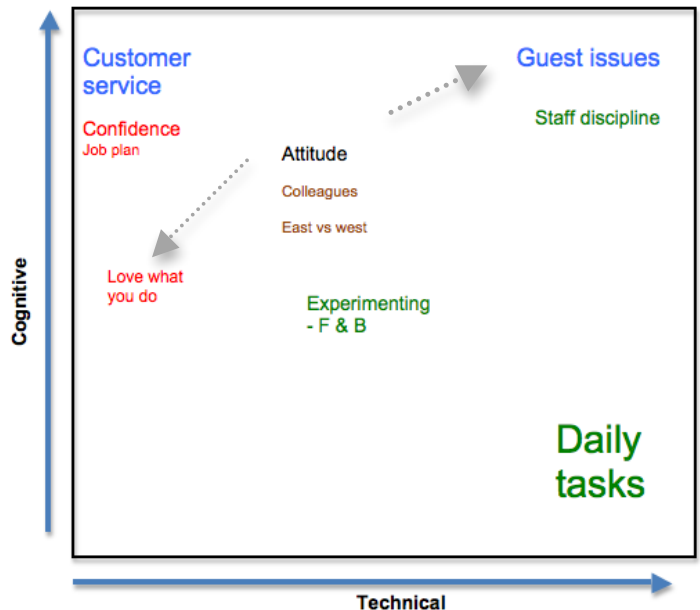 Customer
service
Guest issues
Confidence
Job plan
Staff discipline
Attitude
Colleagues
East vs west
Love what
you do
Experimenting
- F & B
Daily
tasks
Cognitive
Technical